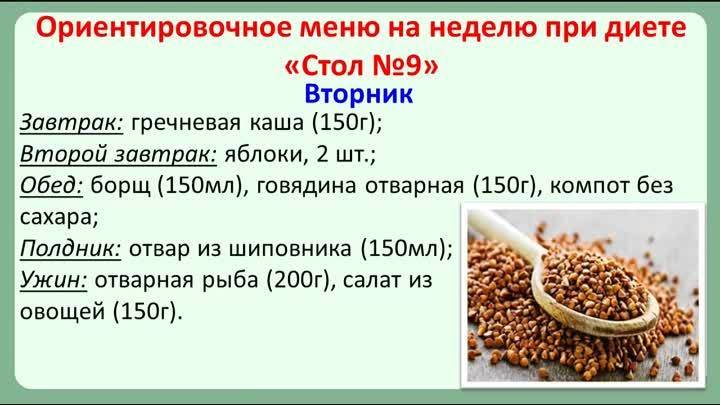 Ориентировочное меню на неделю при диете
«Стол №9»
Вторник
Завтрак: гречневая каша (150г);
Второй завтрак: яблоки, 2 шт.;
Обед: борщ (150мл), говядина отварная (150г), компот без
сахара;
Полдник: отвар из шиповника (150мл);
Ужин: отварная рыба (200г), салат из
овощей (150г).